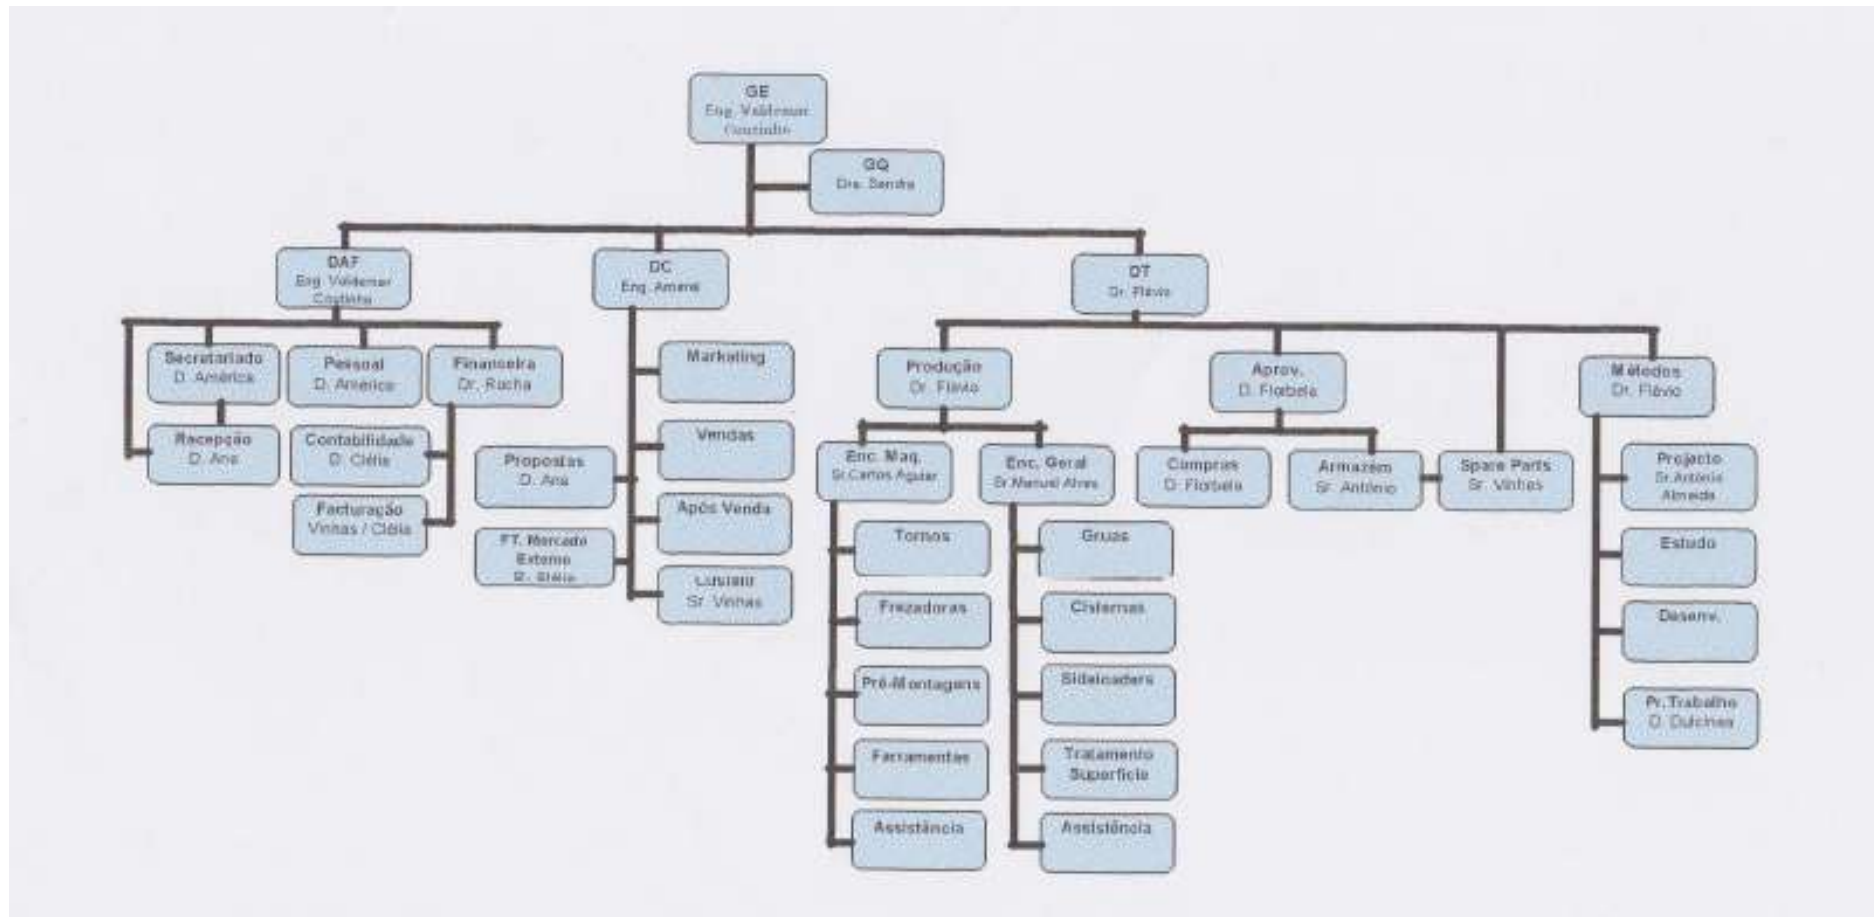 GE
Eng. Valdemar
Coutinho
GQ
Dra. Sandra
DAF
Eng. Valdemar
Coutinho
DC
Eng. Amaral
DT
Dr. Flávio
Secretariado
D. América
Pessoal
D. América
Financeira
Dr. Rocha
Recepção
D. Ana
Contabilidade
D. Clélia
Facturação
Vinhas / Clélia
Marketing
Vendas
Propostas
D. Ana
Após Venda
FT. Mercado
Externo
Sr. Vinhas
Produção
Dr. Flávio
Aprov.
D. Florbela
Métodos
Dr. Flávio
Enc. Maq.
Sr.Carlos Aguiar
Enc. Geral
Sr.Manuel Alves
Compras
D. Florbela
Armazém
Sr. António
Spare Parts
Sr. Vinhas
Tornos
Frezadoras
Pré-Montagens
Ferramentas
Assistência
Gruas
Cisternas
Sideloaders
Tratamento
Superfície
Assistência
Projecto
Sr.António
Almeida
Estudo
Desenv.
Pr.Trabalho
D. Dulcinea